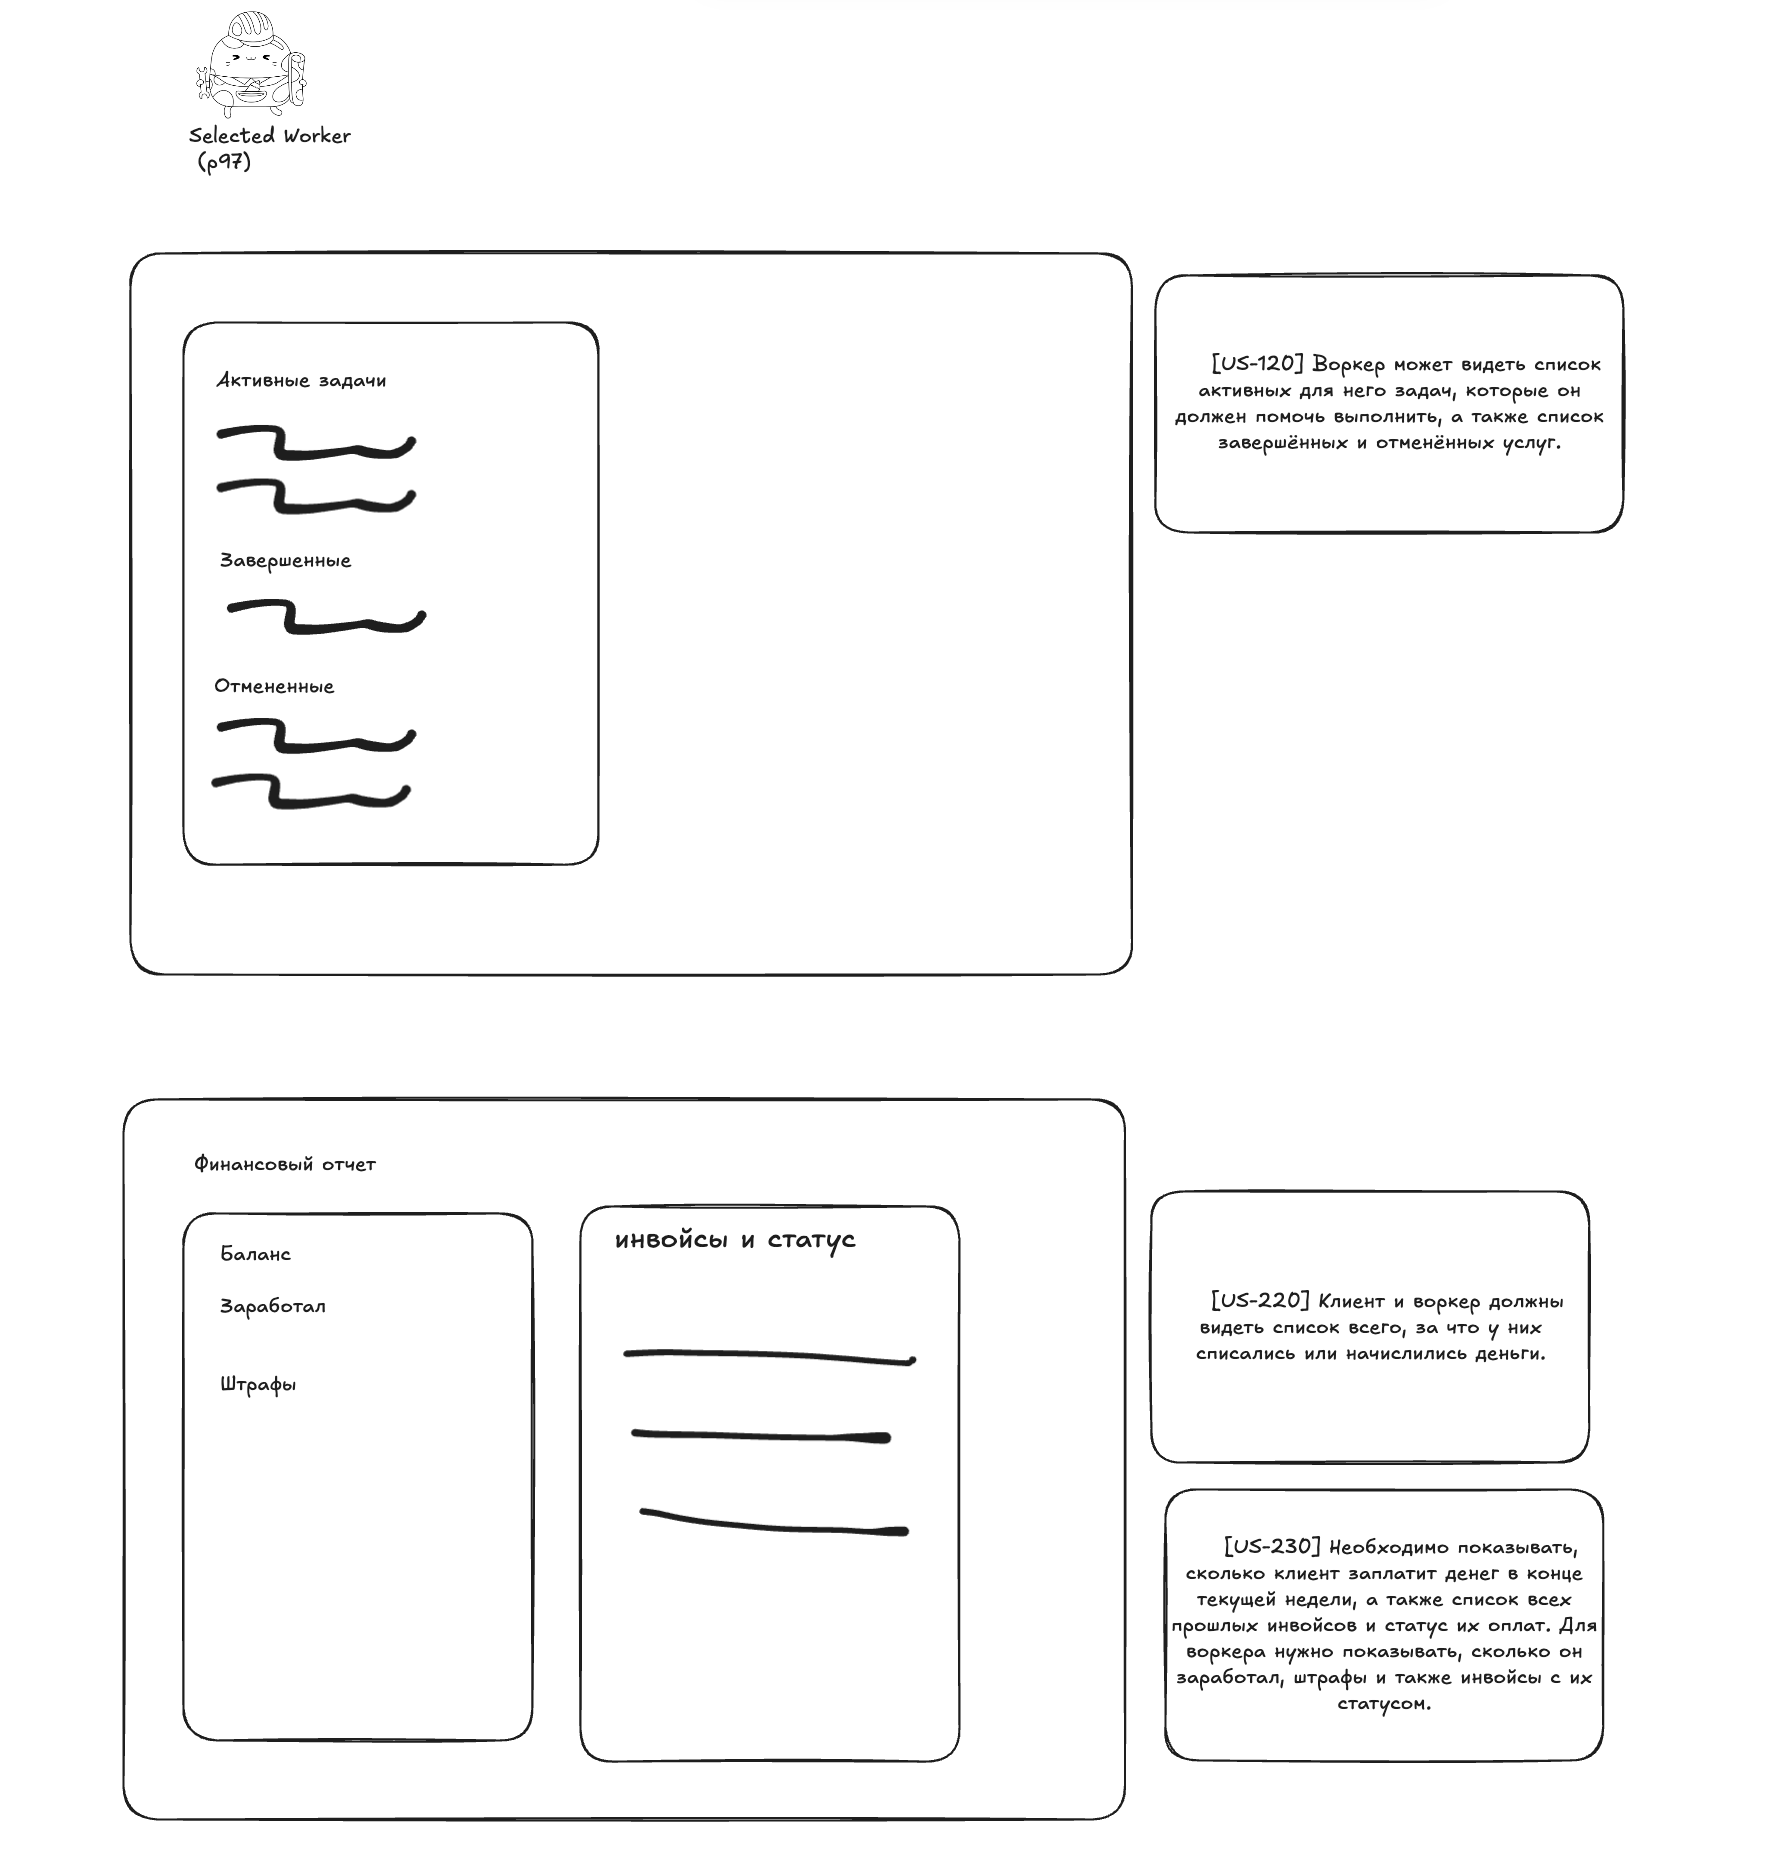 Selected Worker
(p97)
Активные задачи
Завершенные
Отмененные
[US-120] Воркер может видеть список
активных для него задач, которые он
должен помочь выполнить, а также список
завершённых и отменённых услуг.
Финансовый отчет
Баланс
Заработал
Штрафы
инвойсы и статус
[US-220] Клиент и воркер должны
видеть список всего, за что у них
списались или начислились деньги.
[US-230] Необходимо показывать,
сколько клиент заплатит денег в конце
текущей недели, а также список всех
прошлых инвойсов и статус их оплат. Для
воркера нужно показывать, сколько он
заработал, штрафы и также инвойсы с их
статусом.